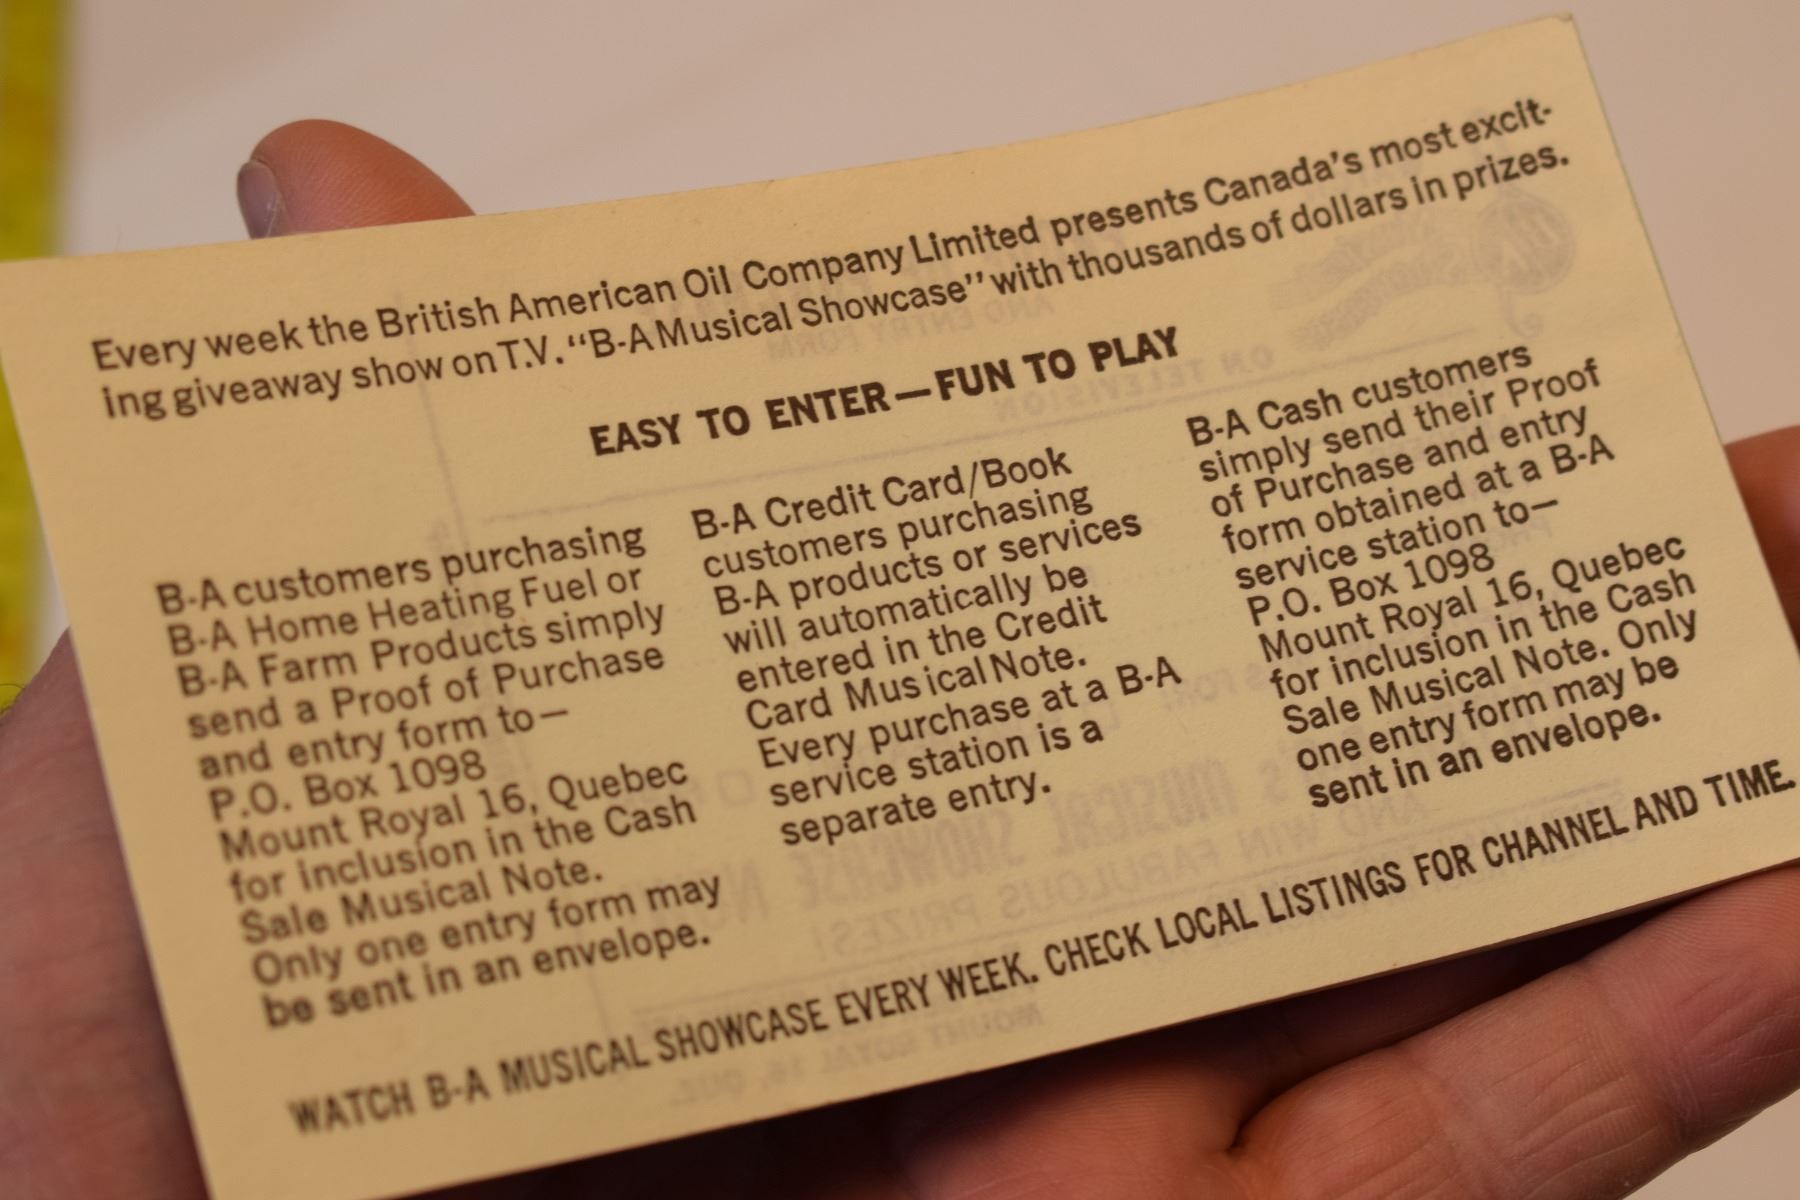 Every week the British American Oil Company Limited presents Canada's most excit-
ing giveaway show on T.V. "B-A Musical Showcase" with thousands of dollars in prizes.
EASY TO ENTER—FUN TO PLAY
B-A customers purchasing
B-A Home Heating Fuel or
B-A Farm Products simply
send a Proof of Purchase
and entry form to—
P.O. Box 1098
Mount Royal 16, Quebec
for inclusion in the Cash
Sale Musical Note.
Only one entry form may
be sent in an envelope.
B-A Credit Card/Book
customers purchasing
B-A products or services
will automatically be
entered in the Credit
Card Musical Note.
Every purchase at a B-A
service station is a
separate entry.
B-A Cash customers
simply send their Proof
of Purchase and entry
form obtained at a B-A
service station to—
P.O. Box 1098
Mount Royal 16, Quebec
for inclusion in the Cash
Sale Musical Note. Only
one entry form may be
sent in an envelope.
WATCH B-A MUSICAL SHOWCASE EVERY WEEK. CHECK LOCAL LISTINGS FOR CHANNEL AND TIME.